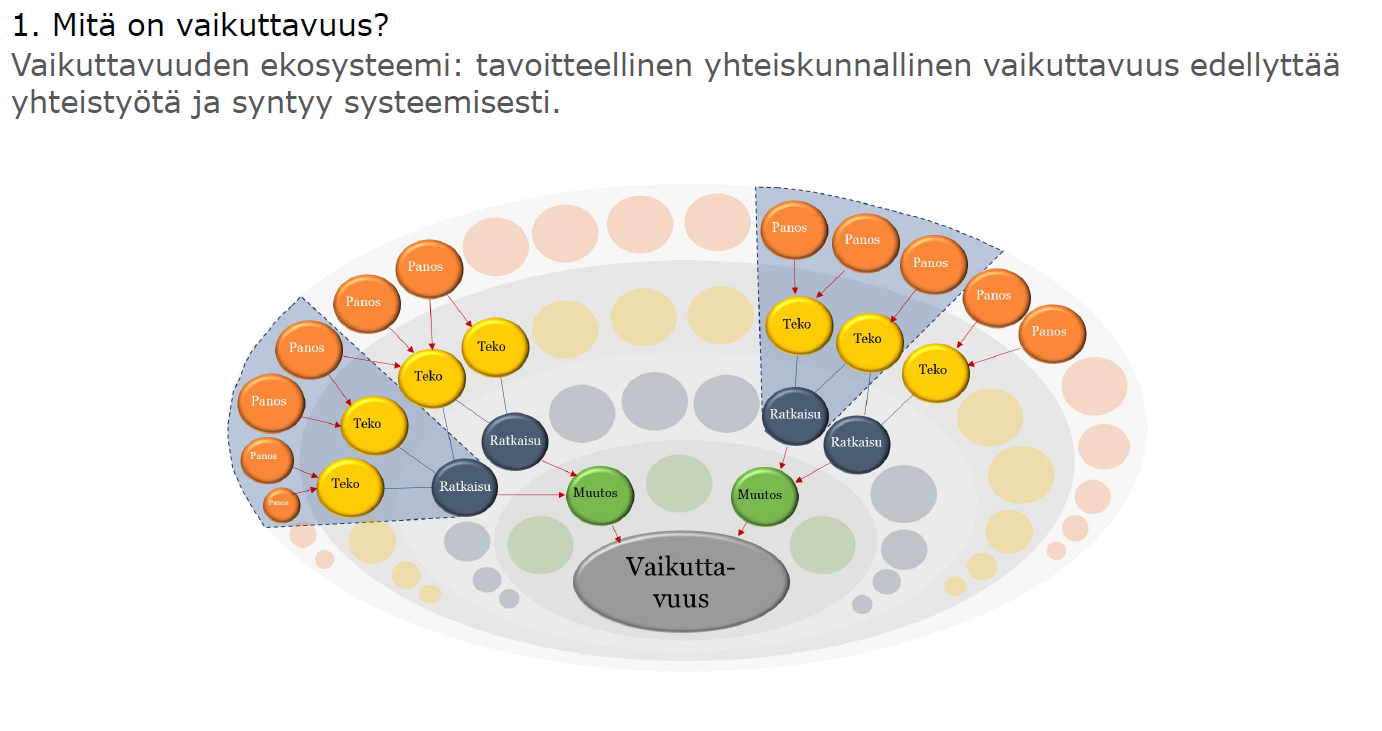 1. Mitä on vaikuttavuus?
Vaikuttavuuden ekosysteemi: tavoitteellinen yhteiskunnallinen vaikuttavuus edellyttää
yhteistyötä ja syntyy systeemisesti.
Panos
Panos
Panos
Panos
Panos
Panos
Panos
Panos
Panos
Panos
Panos
Teko
Teko
Teko
Teko
Teko
Teko
Teko
Ratkaisu
Ratkaisu
Ratkaisu
Ratkaisu
Muutos
Muutos
Vaikutta-
vuus